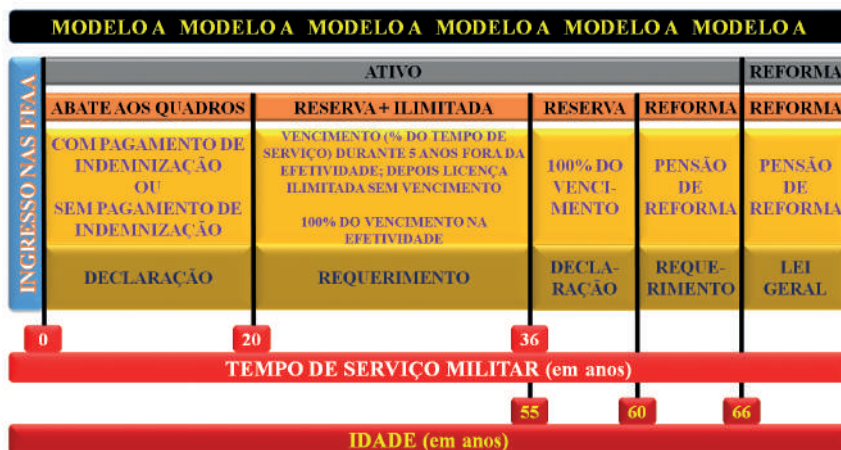 MODELO A MODELO A MODELO A MODELO A MODELO A MODELO A
INGRESSO NAS FFAA
ATIVO
REFORMA
ABATE AOS QUADROS
RESERVA + ILIMITADA
RESERVA
REFORMA
REFORMA
COM PAGAMENTO DE
INDEMNIZAÇÃO
OU
SEM PAGAMENTO DE
INDEMNIZAÇÃO
VENCIMENTO (% DO TEMPO DE
SERVIÇO) DURANTE 5 ANOS FORA DA
EFETIVIDADE; DEPOIS LICENÇA
ILIMITADA SEM VENCIMENTO
100% DO VENCIMENTO NA
EFETIVIDADE
100% DO
VENCI-
MENTO
PENSÃO
DE
REFORMA
PENSÃO
DE
REFORMA
DECLARAÇÃO
REQUERIMENTO
DECLA-
RAÇÃO
REQUE-
RIMENTO
LEI
GERAL
0
20
36
TEMPO DE SERVIÇO MILITAR (em anos)
55
60
66
IDADE (em anos)